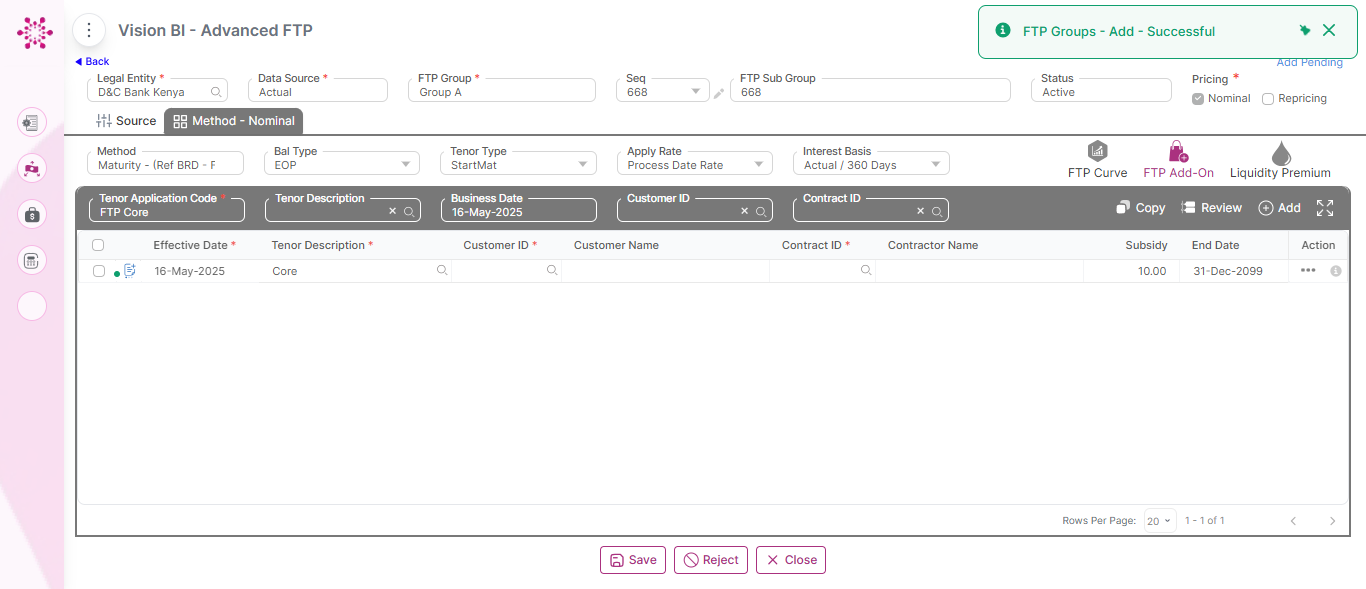 Vision BI - Advanced FTP
FTP Groups - Add - Successful
Back
Add Pending
Legal Entity *
D&C Bank Kenya
Data Source *
Actual
FTP Group *
Group A
Seq
668
FTP Sub Group
668
Status
Active
Pricing *
Nominal
Repricing
Source
Method - Nominal
Method
Maturity - (Ref BRD - F
Bal Type
EOP
Tenor Type
StartMat
Apply Rate
Process Date Rate
Interest Basis
Actual / 360 Days
FTP Curve
FTP Add-On
Liquidity Premium
Tenor Application Code *
FTP Core
Tenor Description
Business Date
16-May-2025
Customer ID
Contract ID
Copy
Review
Add
Effective Date * Tenor Description * Customer ID * Customer Name Contract ID * Contractor Name Subsidy End Date Action
16-May-2025 Core 10.00 31-Dec-2099
Rows Per Page: 20 1 - 1 of 1
Save
Reject
Close